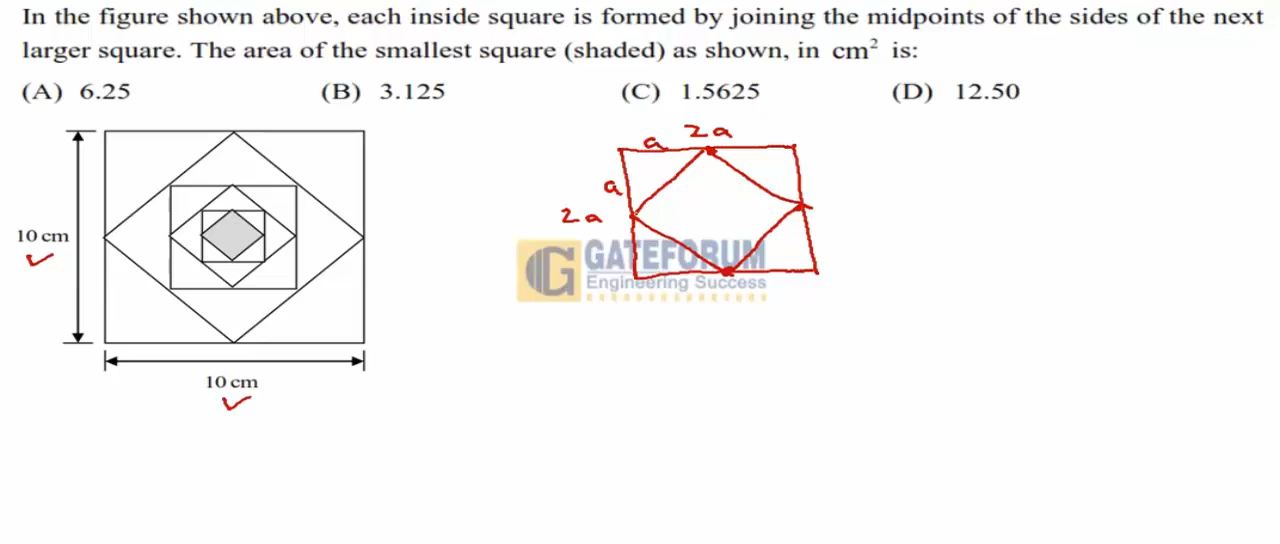 In the figure shown above, each inside square is formed by joining the midpoints of the sides of the next
larger square. The area of the smallest square (shaded) as shown, in cm² is:
(A) 6.25 (B) 3.125 (C) 1.5625 (D) 12.50
2a
a
a
2a
10 cm
GATEFORUM
Engineering Success
10 cm